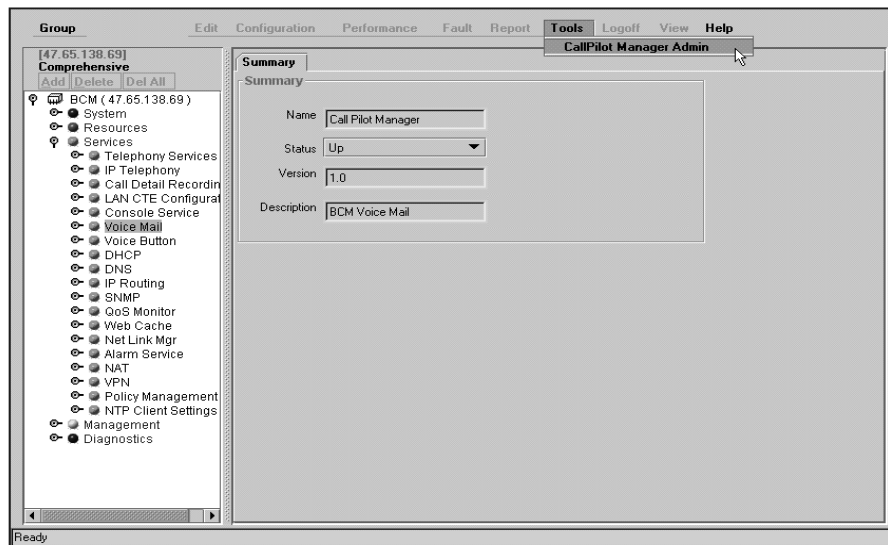 Group Edit Configuration Performance Fault Report Tools Logoff View Help
CallPilot Manager Admin
[47.65.138.69]
Comprehensive
Add Delete Del All
BCM ( 47.65.138.69 )
System
Resources
Services
Telephony Services
IP Telephony
Call Detail Recordin
LAN CTE Configurat
Console Service
Voice Mail
Voice Button
DHCP
DNS
IP Routing
SNMP
QoS Monitor
Web Cache
Net Link Mgr
Alarm Service
NAT
VPN
Policy Management
NTP Client Settings
Management
Diagnostics
Summary
Summary
Name Call Pilot Manager
Status Up
Version 1.0
Description BCM Voice Mail
Ready